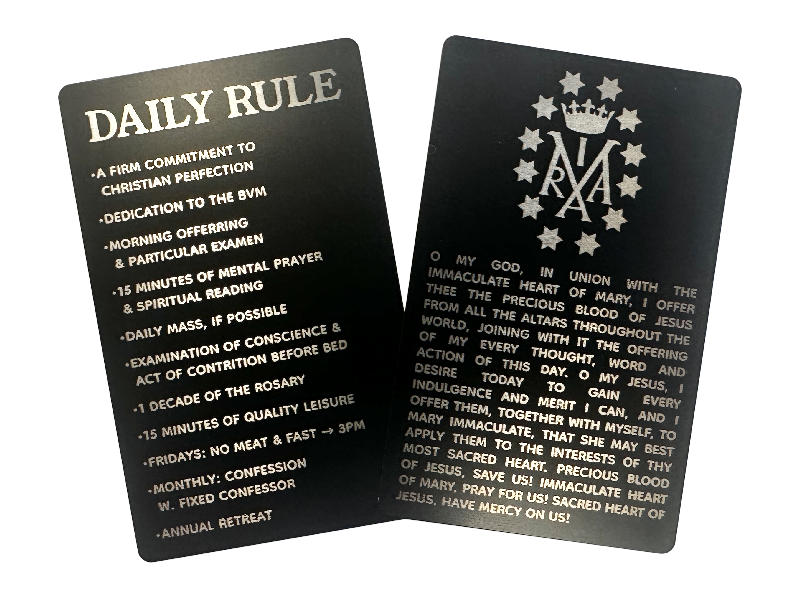 DAILY RULE
•A FIRM COMMITMENT TO
CHRISTIAN PERFECTION
•DEDICATION TO THE BVM
•MORNING OFFERRING
& PARTICULAR EXAMEN
•15 MINUTES OF MENTAL PRAYER
& SPIRITUAL READING
•DAILY MASS, IF POSSIBLE
•EXAMINATION OF CONSCIENCE &
ACT OF CONTRITION BEFORE BED
•1 DECADE OF THE ROSARY
•15 MINUTES OF QUALITY LEISURE
•FRIDAYS: NO MEAT & FAST → 3PM
•MONTHLY: CONFESSION
W. FIXED CONFESSOR
•ANNUAL RETREAT
O MY GOD, IN UNION WITH THE
IMMACULATE HEART OF MARY, I OFFER
THEE THE PRECIOUS BLOOD OF JESUS
FROM ALL THE ALTARS THROUGHOUT THE
WORLD, JOINING WITH IT THE OFFERING
OF MY EVERY THOUGHT, WORD AND
ACTION OF THIS DAY. O MY JESUS, I
DESIRE TODAY TO GAIN EVERY
INDULGENCE AND MERIT I CAN, AND I
OFFER THEM, TOGETHER WITH MYSELF, TO
MARY IMMACULATE, THAT SHE MAY BEST
APPLY THEM TO THE INTERESTS OF THY
MOST SACRED HEART. PRECIOUS BLOOD
OF JESUS, SAVE US! IMMACULATE HEART
OF MARY, PRAY FOR US! SACRED HEART OF
JESUS, HAVE MERCY ON US!